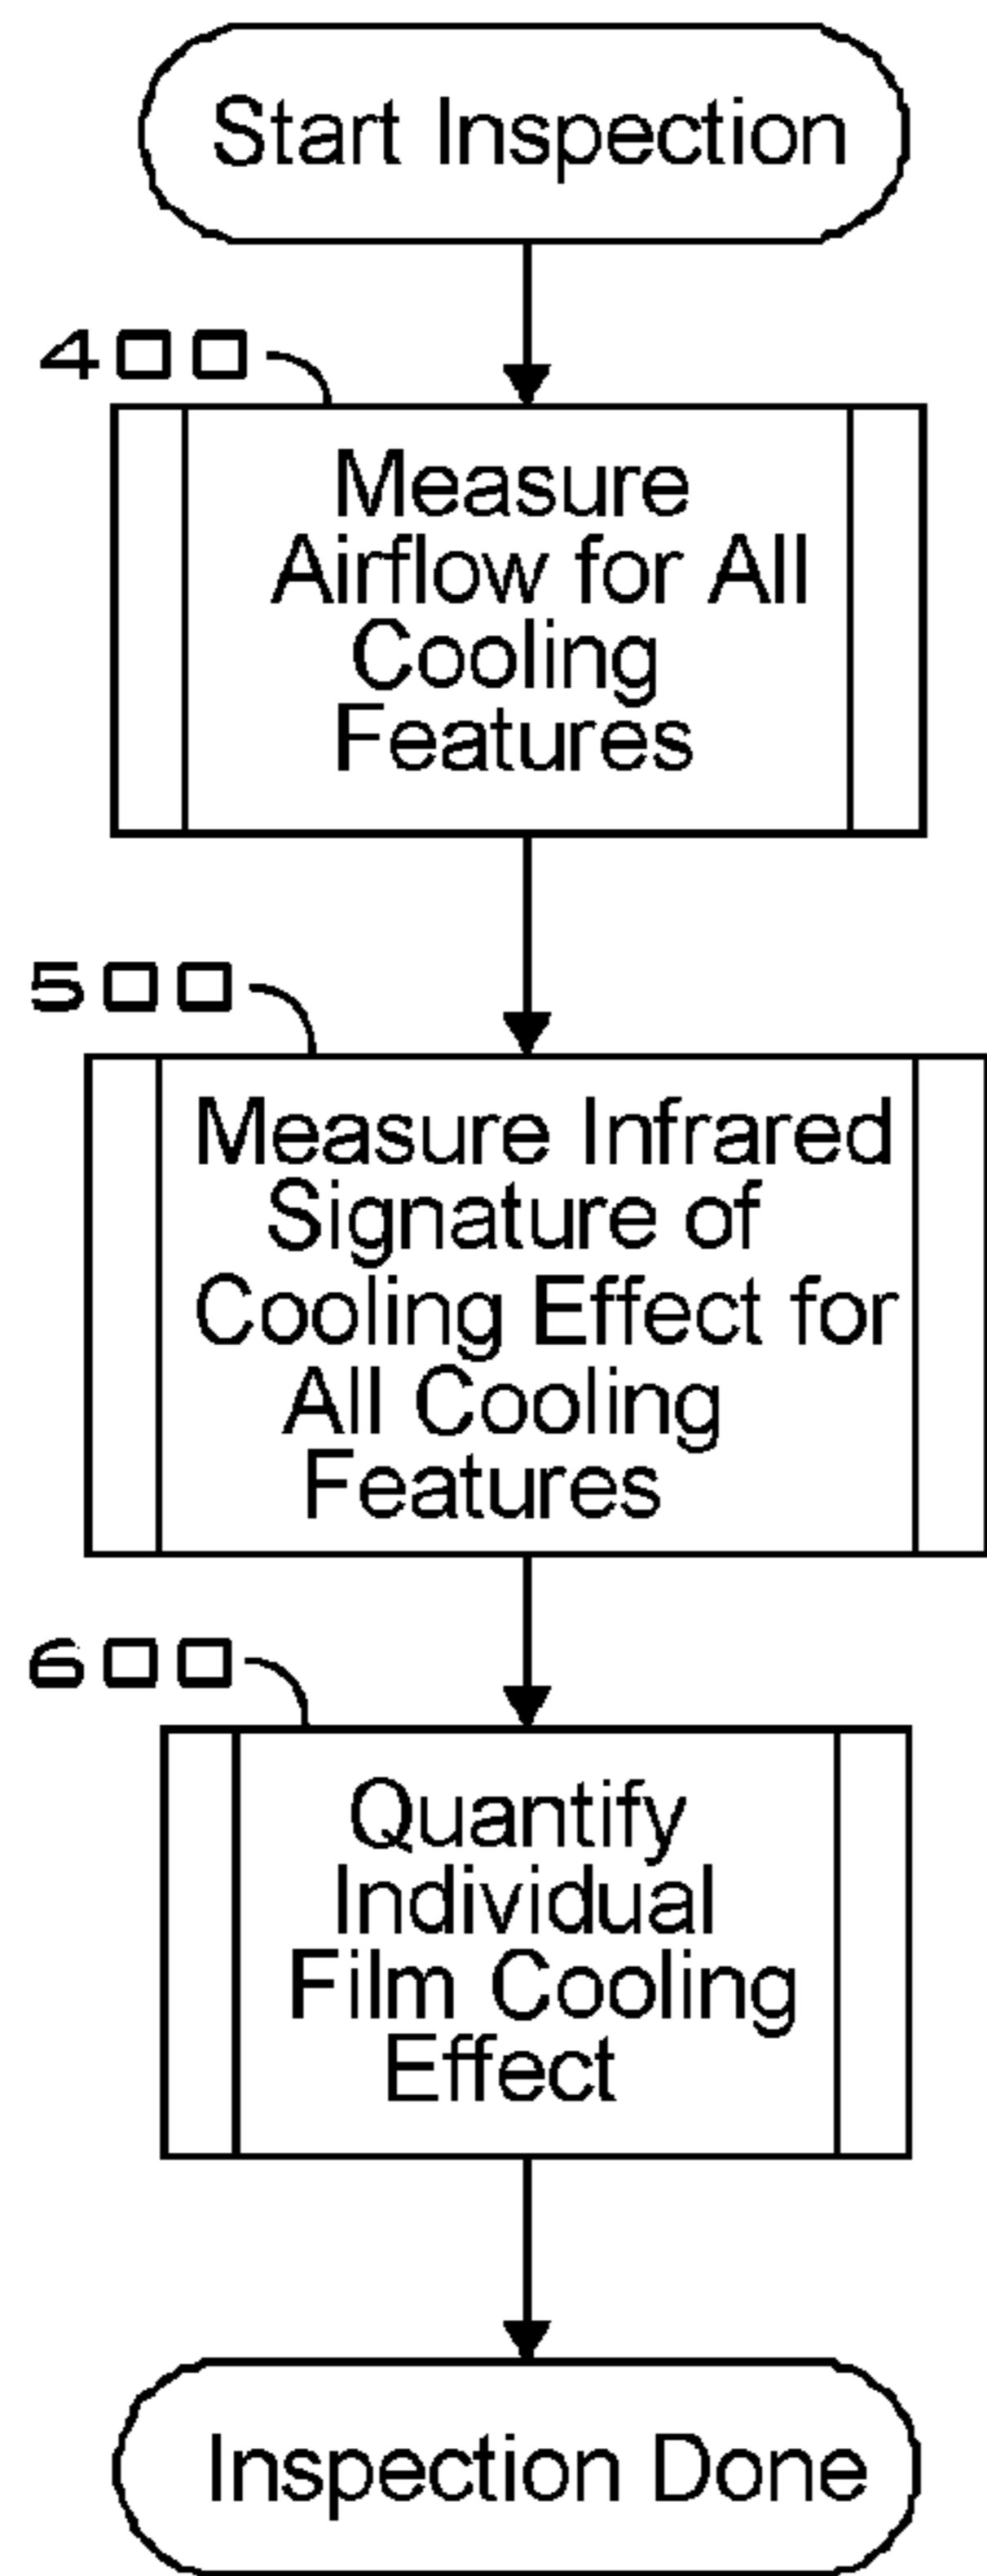 Start Inspection
400
Measure
Airflow for All
Cooling
Features
500
Measure Infrared
Signature of
Cooling Effect for
All Cooling
Features
600
Quantify
Individual
Film Cooling
Effect
Inspection Done